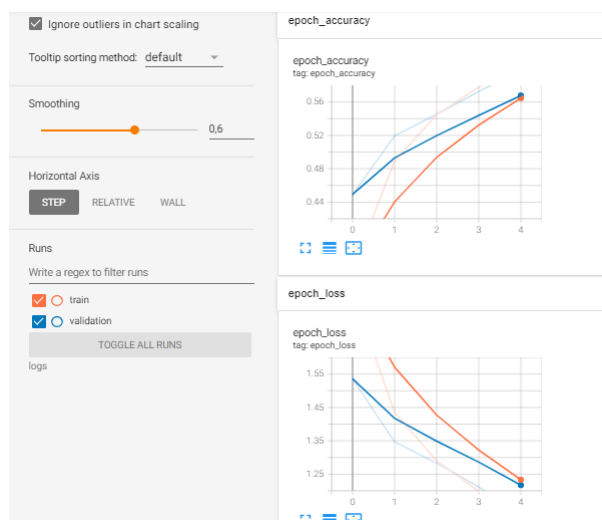 Ignore outliers in chart scaling
Tooltip sorting method: default
Smoothing
0,6
Horizontal Axis
STEP RELATIVE WALL
Runs
Write a regex to filter runs
train
validation
TOGGLE ALL RUNS
logs
epoch_accuracy
epoch_accuracy
tag: epoch_accuracy
0.56
0.52
0.48
0.44
0 1 2 3 4
epoch_loss
epoch_loss
tag: epoch_loss
1.55
1.45
1.35
1.25
0 1 2 3 4